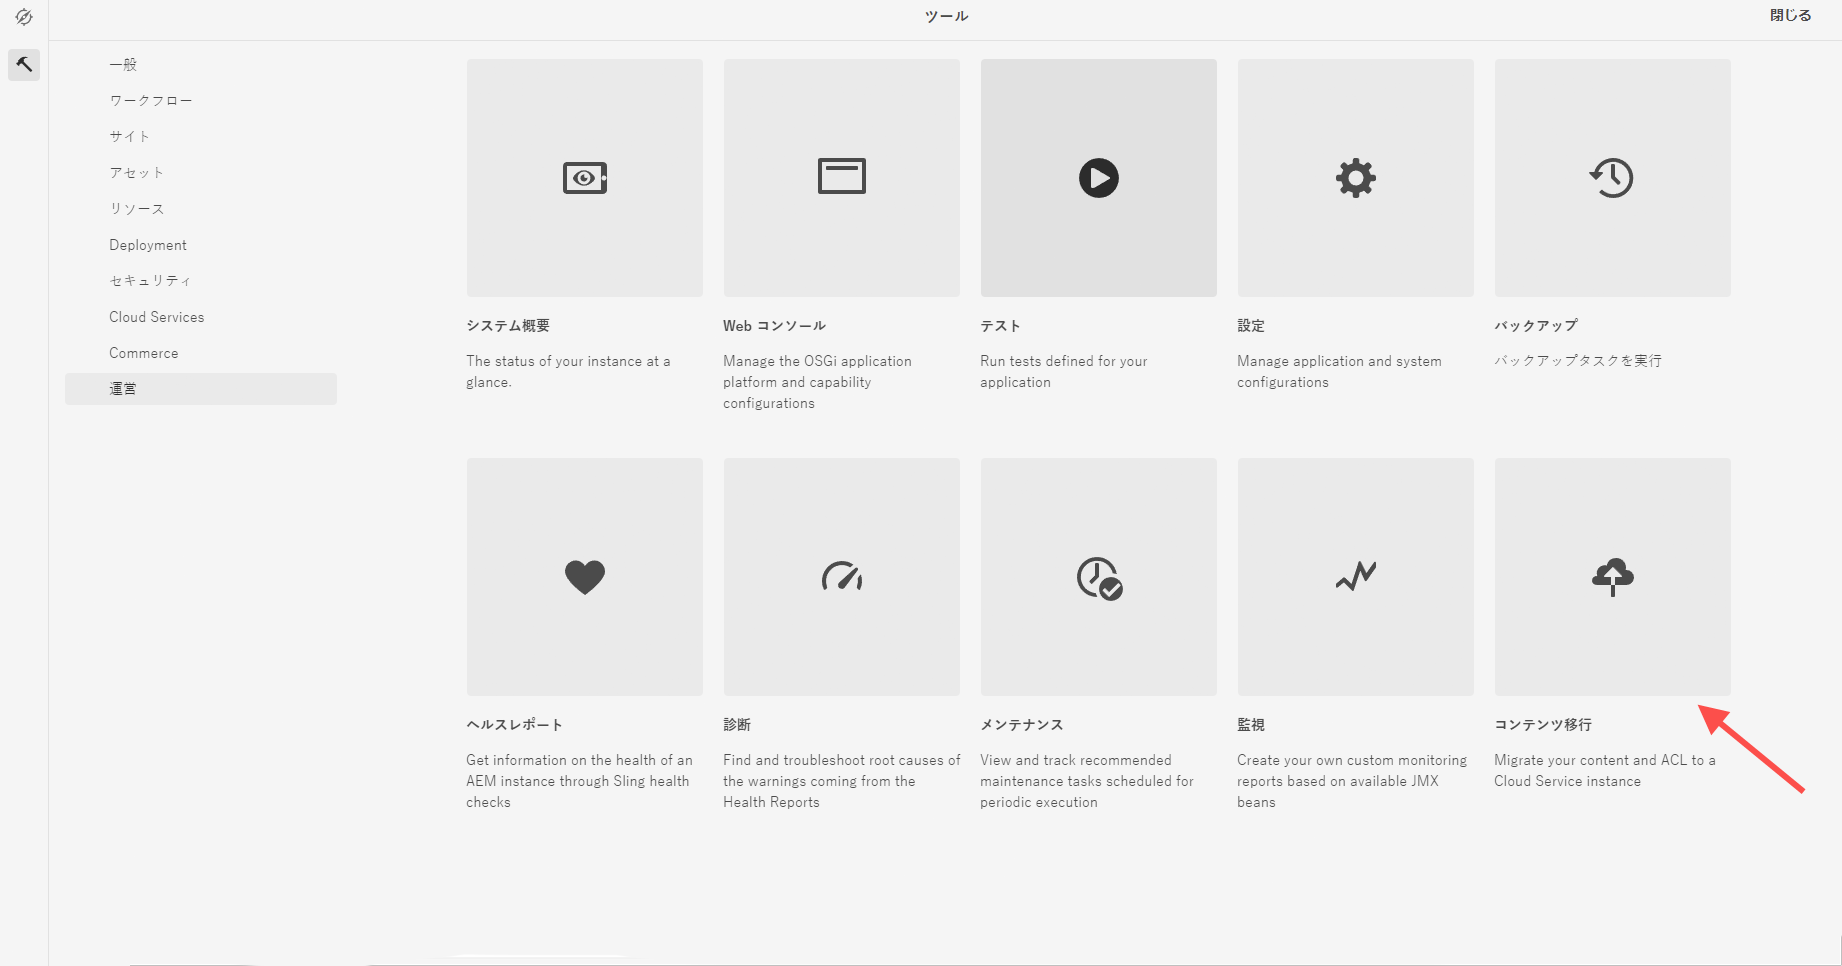 ツール
閉じる
一般
ワークフロー
サイト
アセット
リソース
Deployment
セキュリティ
Cloud Services
Commerce
運営
システム概要
The status of your instance at a
glance.
Web コンソール
Manage the OSGi application
platform and capability
configurations
テスト
Run tests defined for your
application
設定
Manage application and system
configurations
バックアップ
バックアップタスクを実行
ヘルスレポート
Get information on the health of an
AEM instance through Sling health
checks
診断
Find and troubleshoot root causes of
the warnings coming from the
Health Reports
メンテナンス
View and track recommended
maintenance tasks scheduled for
periodic execution
監視
Create your own custom monitoring
reports based on available JMX
beans
コンテンツ移行
Migrate your content and ACL to a
Cloud Service instance